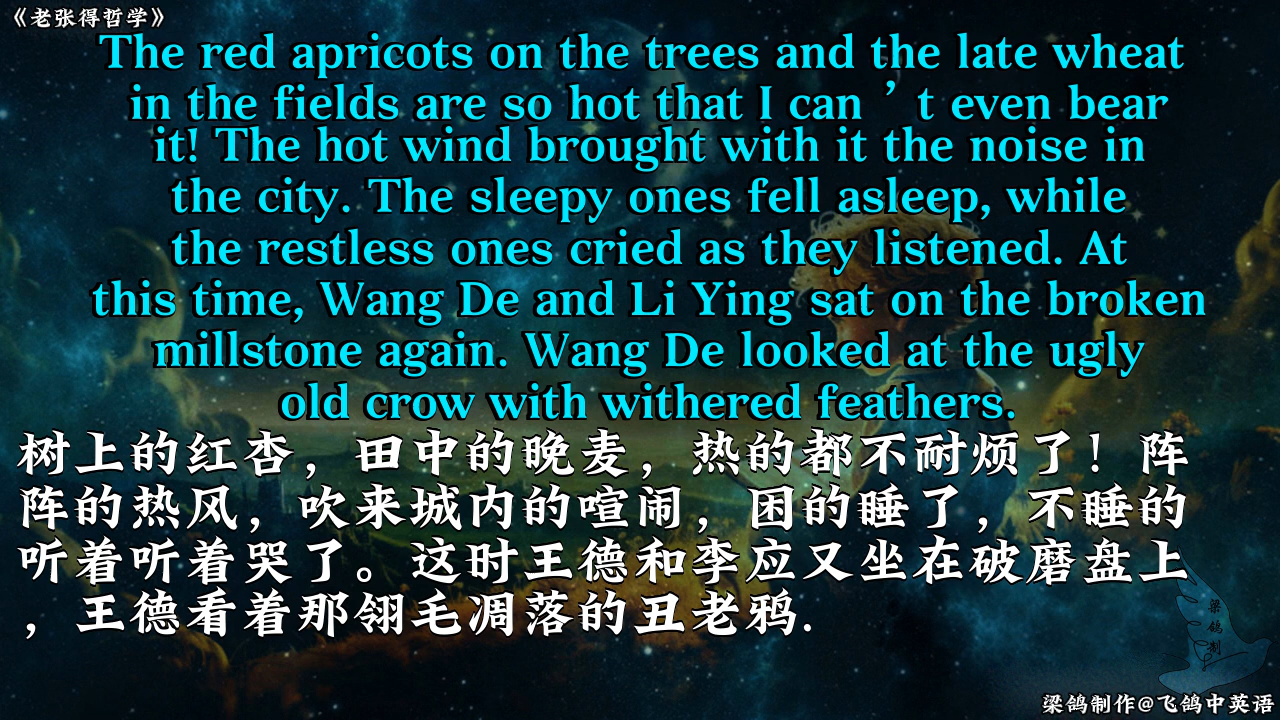 《老张得哲学》
The red apricots on the trees and the late wheat
in the fields are so hot that I can ’ t even bear
it! The hot wind brought with it the noise in
the city. The sleepy ones fell asleep, while
the restless ones cried as they listened. At
this time, Wang De and Li Ying sat on the broken
millstone again. Wang De looked at the ugly
old crow with withered feathers.
树上的红杏，田中的晚麦，热的都不耐烦了！阵
阵的热风，吹来城内的喧闹，困的睡了，不睡的
听着听着哭了。这时王德和李应又坐在破磨盘上
，王德看着那翎毛凋落的丑老鸦.
梁鸽制
梁鸽制作@飞鸽中英语